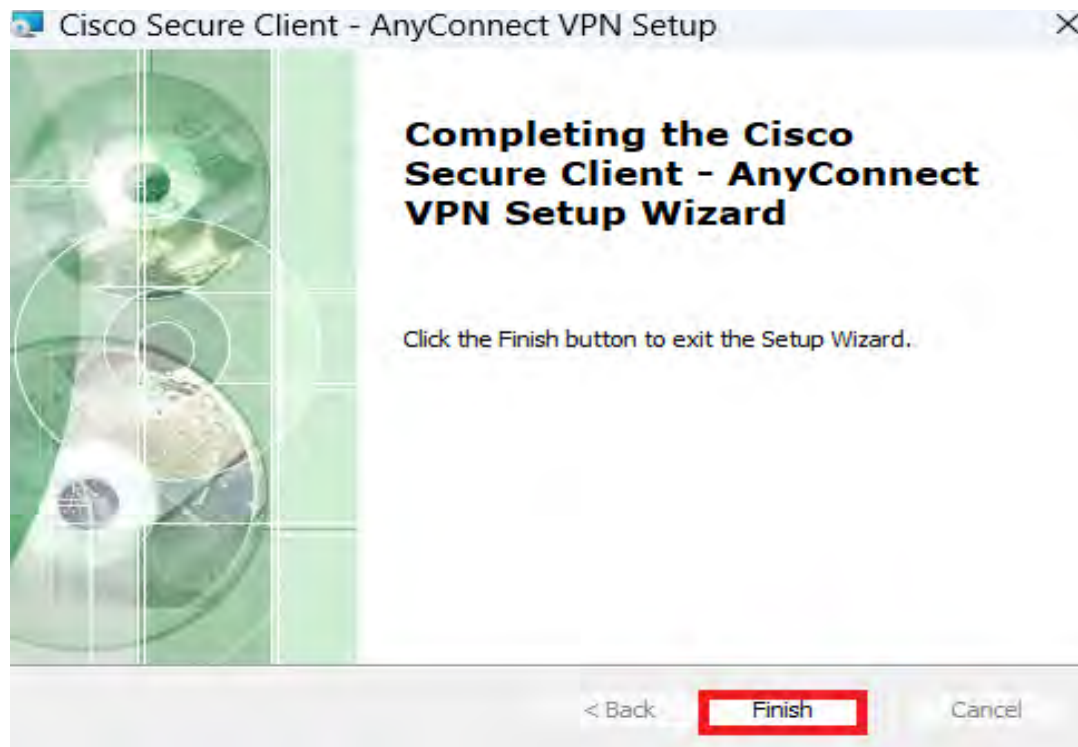 Cisco Secure Client - AnyConnect VPN Setup
Completing the Cisco
Secure Client - AnyConnect
VPN Setup Wizard
Click the Finish button to exit the Setup Wizard.
< Back Finish Cancel